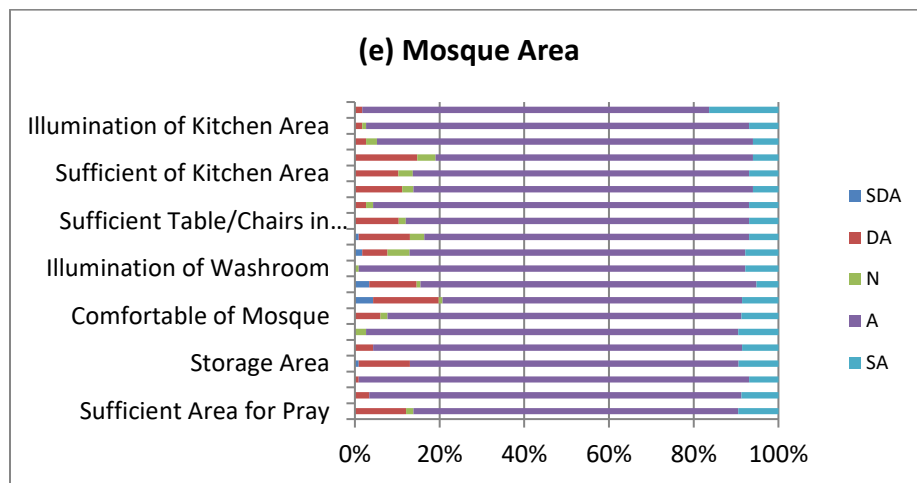 (e) Mosque Area
Illumination of Kitchen Area
Sufficient of Kitchen Area
Sufficient Table/Chairs in...
Illumination of Washroom
Comfortable of Mosque
Storage Area
Sufficient Area for Pray
0% 20% 40% 60% 80% 100%
SDA
DA
N
A
SA